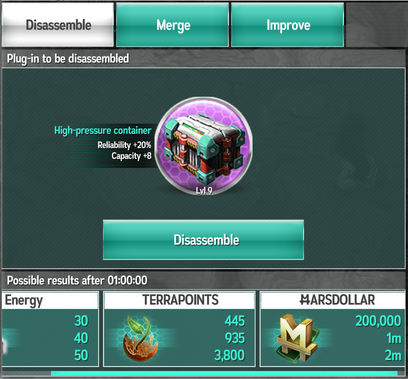 Disassemble Merge Improve
Plug-in to be disassembled
High-pressure container
Reliability +20%
Capacity +8
Lvl 9
Disassemble
Possible results after 01:00:00
Energy TERRAPOINTS MARSDOLLAR
30 445 200,000
40 935 1m
50 3,800 2m